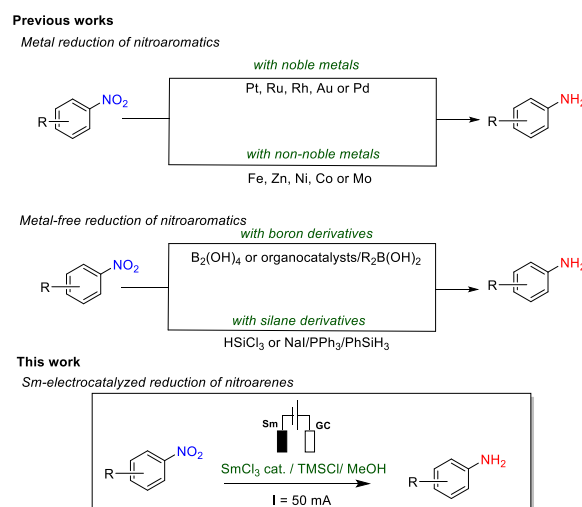 Previous works
Metal reduction of nitroaromatics
with noble metals
Pt, Ru, Rh, Au or Pd
NO2
R
NH2
R
with non-noble metals
Fe, Zn, Ni, Co or Mo
Metal-free reduction of nitroaromatics
with boron derivatives
B2(OH)4 or organocatalysts/R2B(OH)2
NO2
R
NH2
R
with silane derivatives
HSiCl3 or NaI/PPh3/PhSiH3
This work
Sm-electrocatalyzed reduction of nitroarenes
Sm
GC
NO2
R
SmCl3 cat. / TMSCl/ MeOH
I = 50 mA
NH2
R